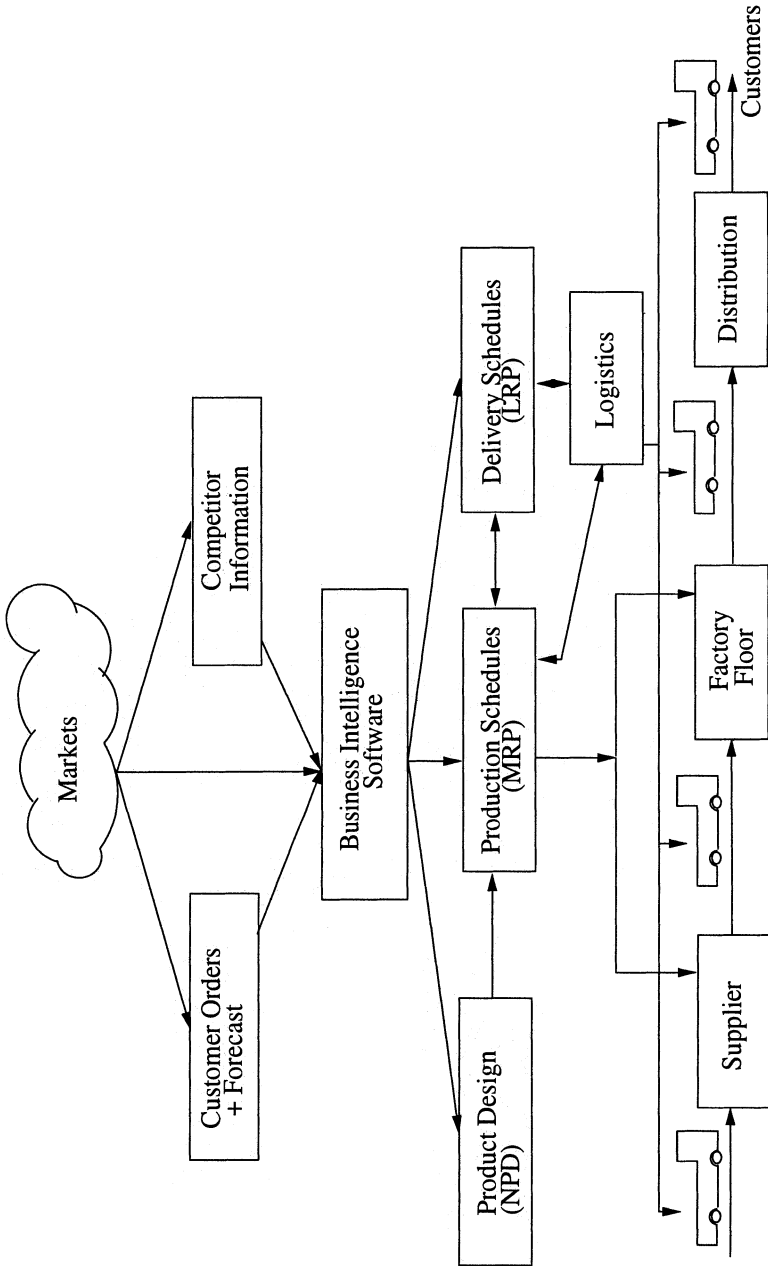 Markets
Customer Orders
+ Forecast
Competitor
Information
Business Intelligence
Software
Product Design
(NPD)
Production Schedules
(MRP)
Delivery Schedules
(LRP)
Logistics
Supplier
Factory
Floor
Distribution
Customers